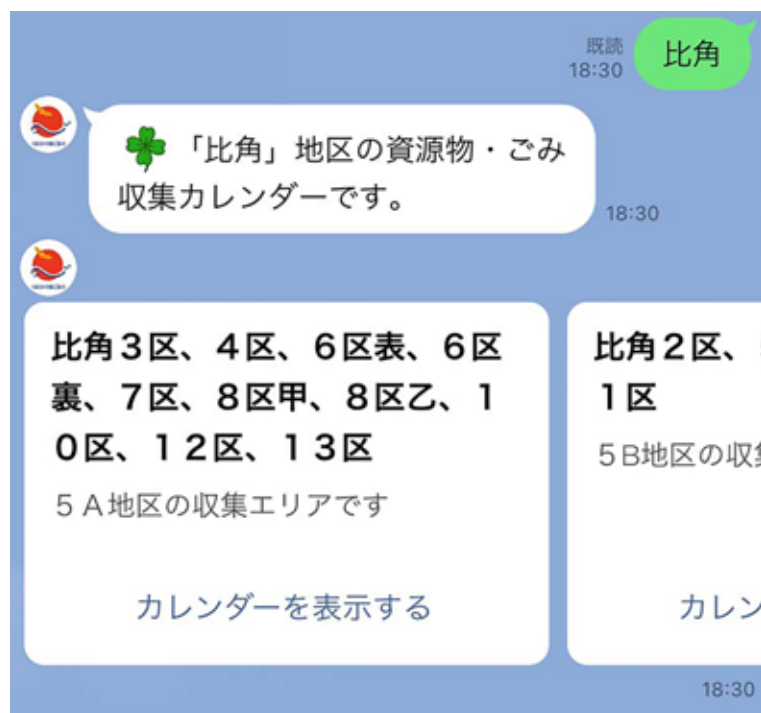 比角
既読
18:30
🍀「比角」地区の資源物・ごみ
収集カレンダーです。
18:30
比角３区、４区、６区表、６区
裏、７区、８区甲、８区乙、１
０区、１２区、１３区
５Ａ地区の収集エリアです
カレンダーを表示する
比角２区、
１区
５B地区の収
カレン
18:30